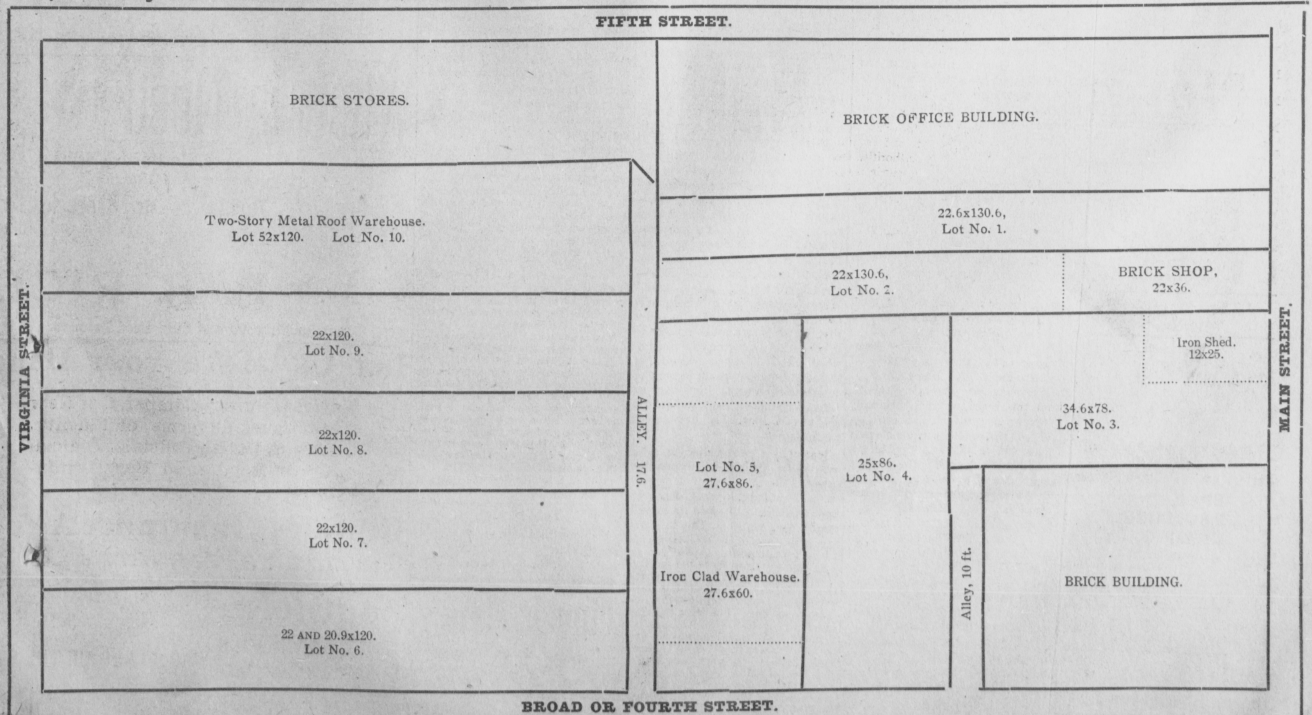 FIFTH STREET.
BRICK STORES.
BRICK OFFICE BUILDING.
Two-Story Metal Roof Warehouse.
Lot 52x120. Lot No. 10.
22.6x130.6,
Lot No. 1.
22x130.6,
Lot No. 2.
BRICK SHOP,
22x36.
VIRGINIA STREET.
22x120.
Lot No. 9.
Iron Shed.
12x25.
MAIN STREET.
34.6x78.
Lot No. 3.
22x120.
Lot No. 8.
ALLEY. 17.6.
Lot No. 5,
27.6x86.
25x86.
Lot No. 4.
22x120.
Lot No. 7.
Iron Clad Warehouse.
27.6x60.
Alley, 10 ft.
BRICK BUILDING.
22 AND 20.9x120.
Lot No. 6.
BROAD OR FOURTH STREET.